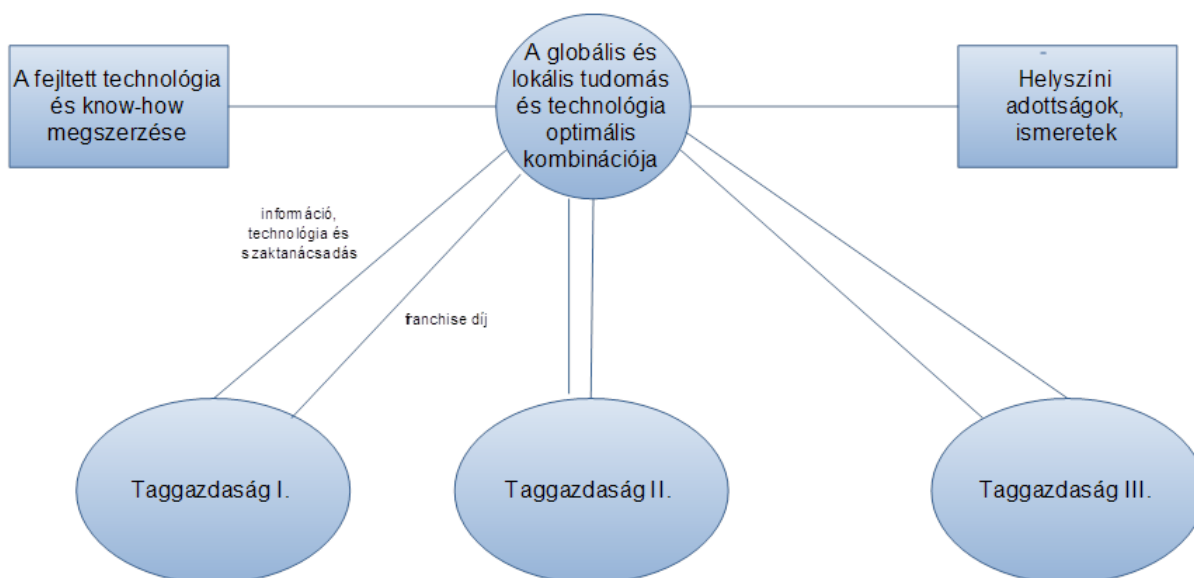 A fejltett technológia
és know-how
megszerzése
A globális és
lokális tudomás
és technológia
optimális
kombinációja
Helyszíni
adottságok,
ismeretek
információ,
technológia és
szaktanácsadás
franchise díj
Taggazdaság I.
Taggazdaság II.
Taggazdaság III.